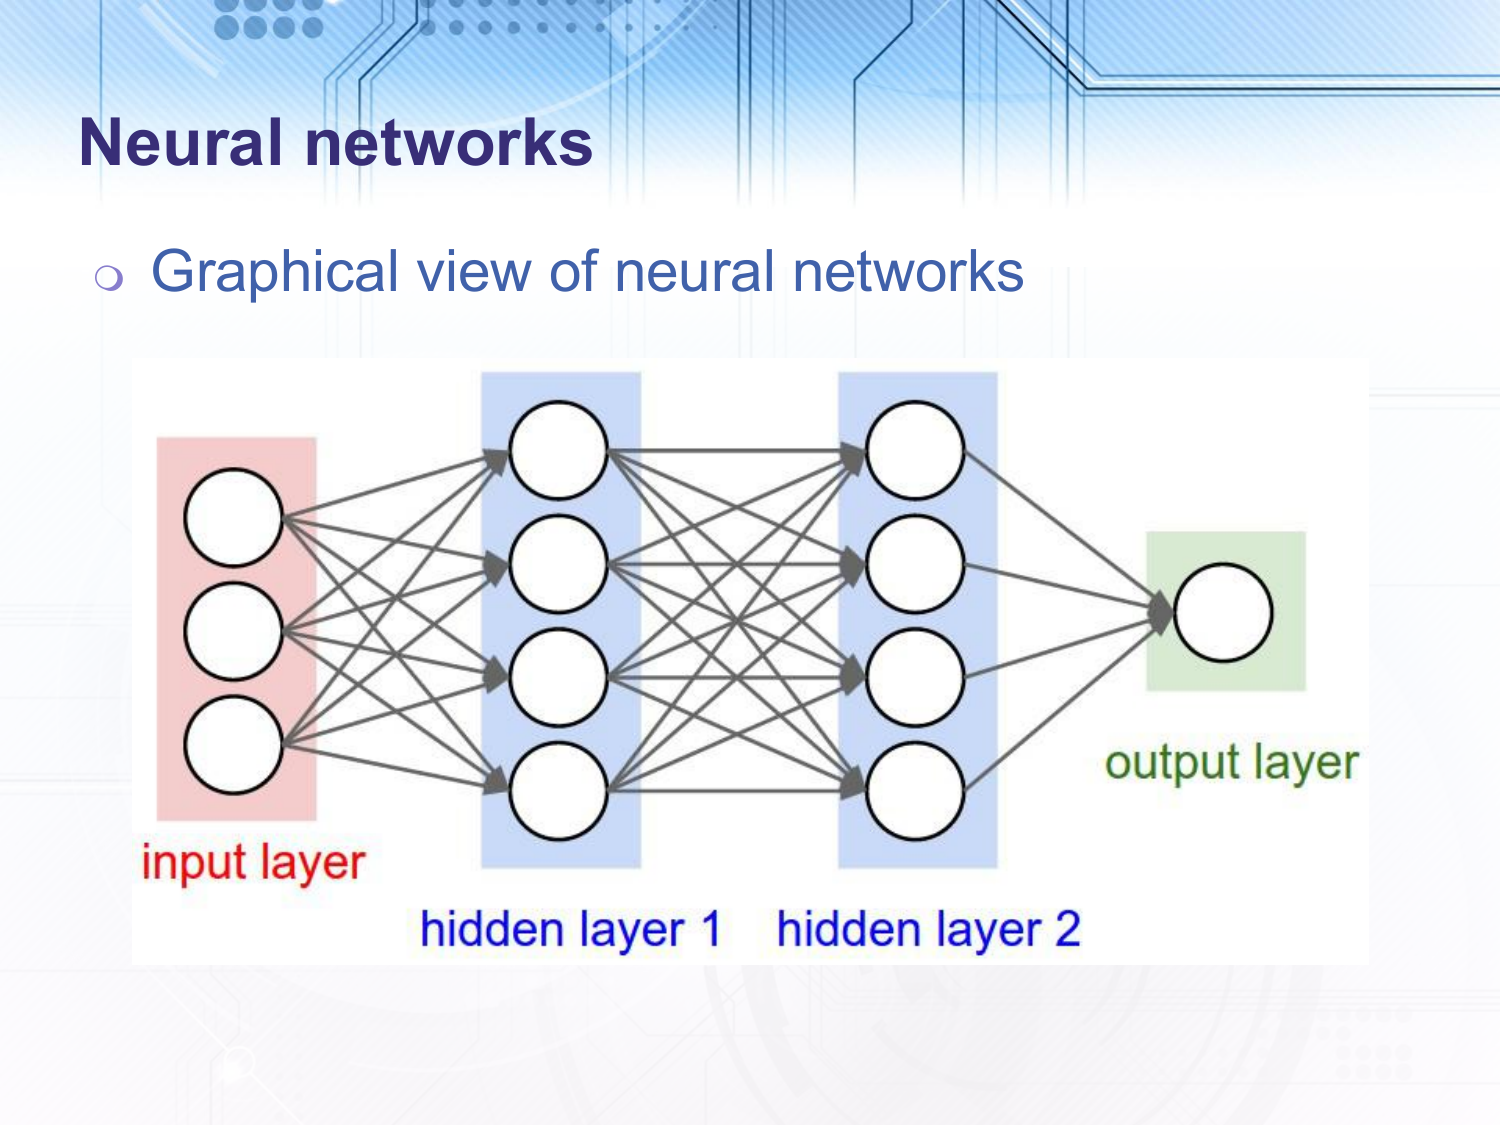 Neural networks
Graphical view of neural networks
input layer
hidden layer 1
hidden layer 2
output layer